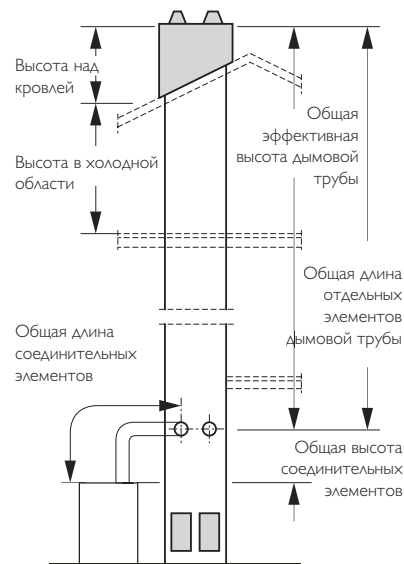 Высота над
кровлей
Общая
эффективная
высота дымовой
трубы
Высота в холодной
области
Общая длина
отдельных
элементов
дымовой трубы
Общая длина
соединительных
элементов
Общая высота
соединительных
элементов